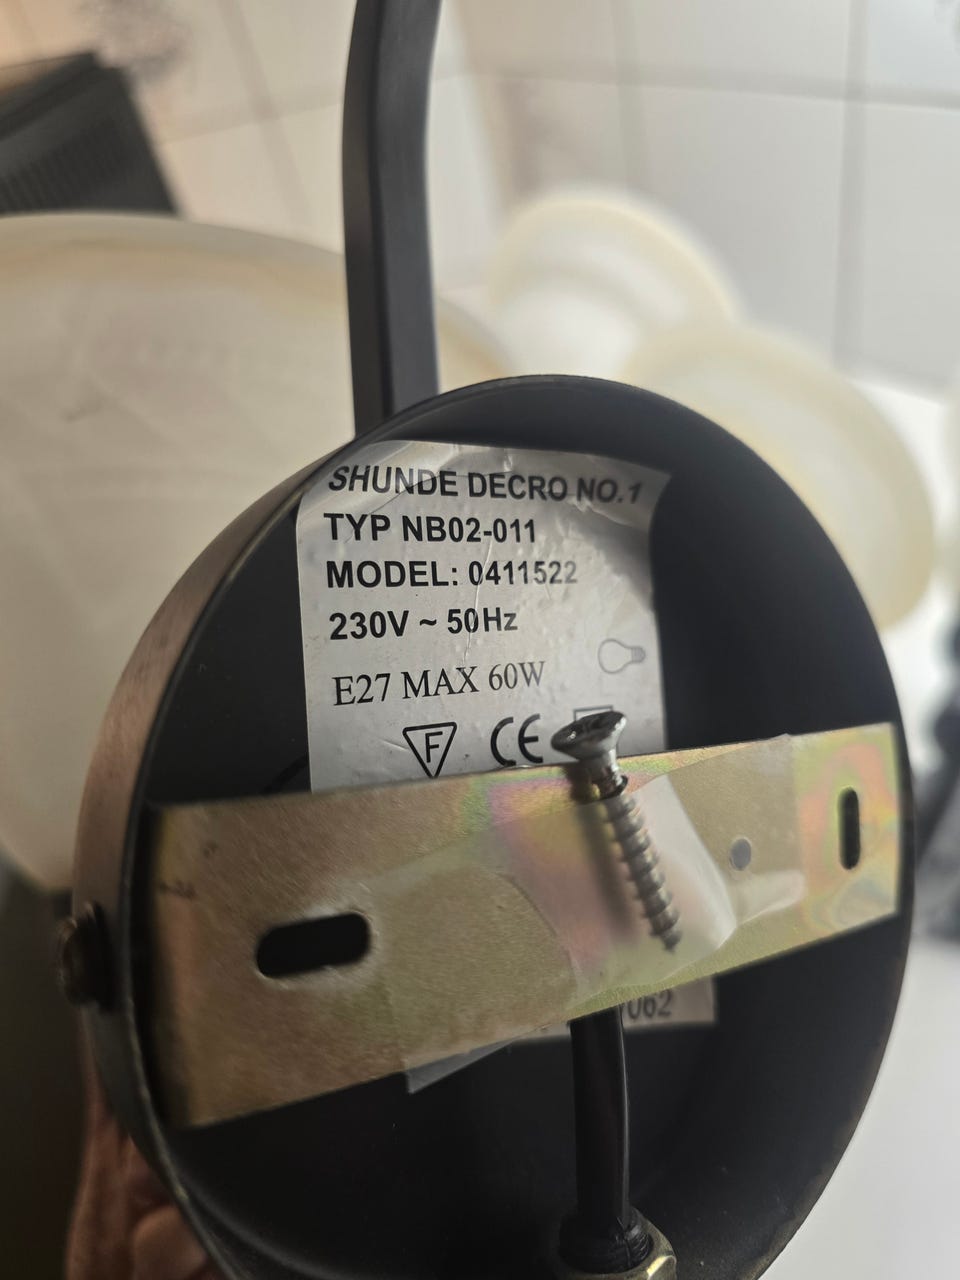 SHUNDE DECRO NO.1
TYP NB02-011
MODEL: 0411522
230V ~ 50Hz
E27 MAX 60W
F CE